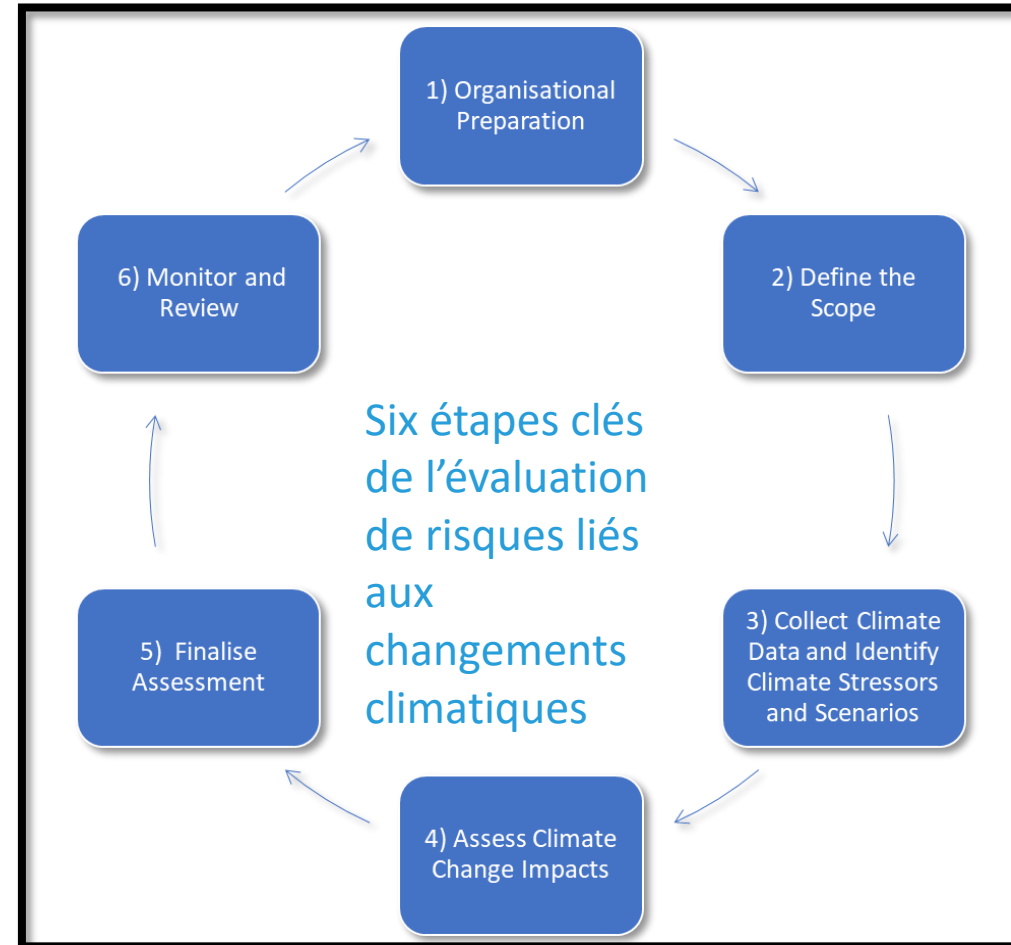 1) Organisational
Preparation
2) Define the
Scope
3) Collect Climate
Data and Identify
Climate Stressors
and Scenarios
4) Assess Climate
Change Impacts
5) Finalise
Assessment
6) Monitor and
Review
Six étapes clés
de l’évaluation
de risques liés
aux
changements
climatiques